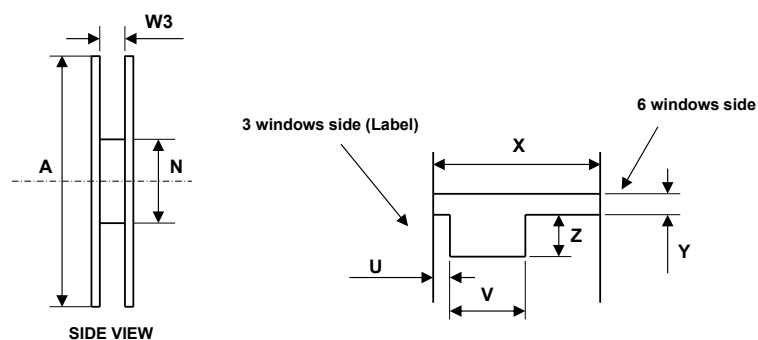 W3
A
N
SIDE VIEW
3 windows side (Label)
6 windows side
X
Z
Y
U
V